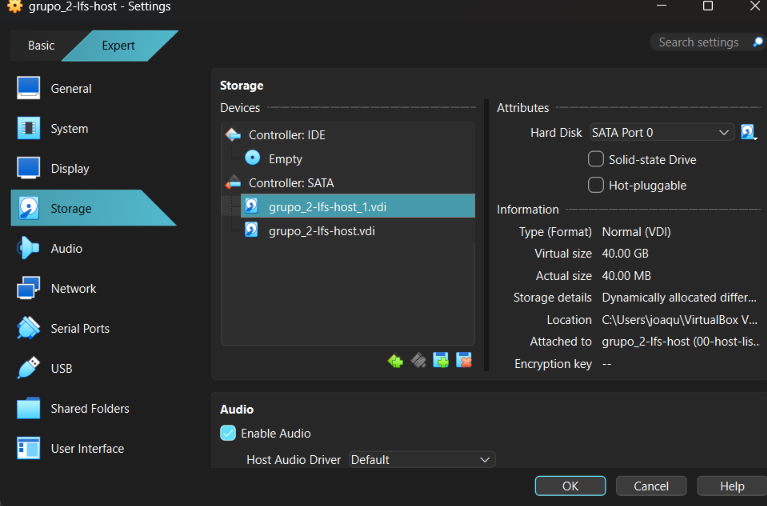 grupo_2-lfs-host - Settings
Basic
Expert
Search settings
General
System
Display
Storage
Audio
Network
Serial Ports
USB
Shared Folders
User Interface
Storage
Devices
Controller: IDE
Empty
Controller: SATA
grupo_2-lfs-host_1.vdi
grupo_2-lfs-host.vdi
Attributes
Hard Disk SATA Port 0
Solid-state Drive
Hot-pluggable
Information
Type (Format) Normal (VDI)
Virtual size 40.00 GB
Actual size 40.00 MB
Storage details Dynamically allocated differ...
Location C:\Users\joaqu\VirtualBox V...
Attached to grupo_2-lfs-host (00-host-lis...
Encryption key --
Audio
Enable Audio
Host Audio Driver Default
OK Cancel Help